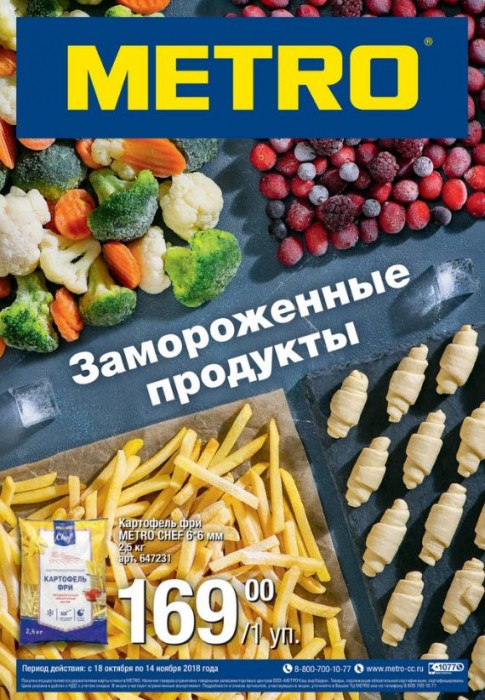 METRO®
Замороженные
продукты
Картофель фри
METRO CHEF 6*6 мм
2,5 кг
арт. 647231
169 00
/1 уп.
Chef
КАРТОФЕЛЬ
ФРИ
2,5 кг
Период действия: с 18 октября по 14 ноября 2018 года
8-800-700-10-77
www.metro-cc.ru
1077